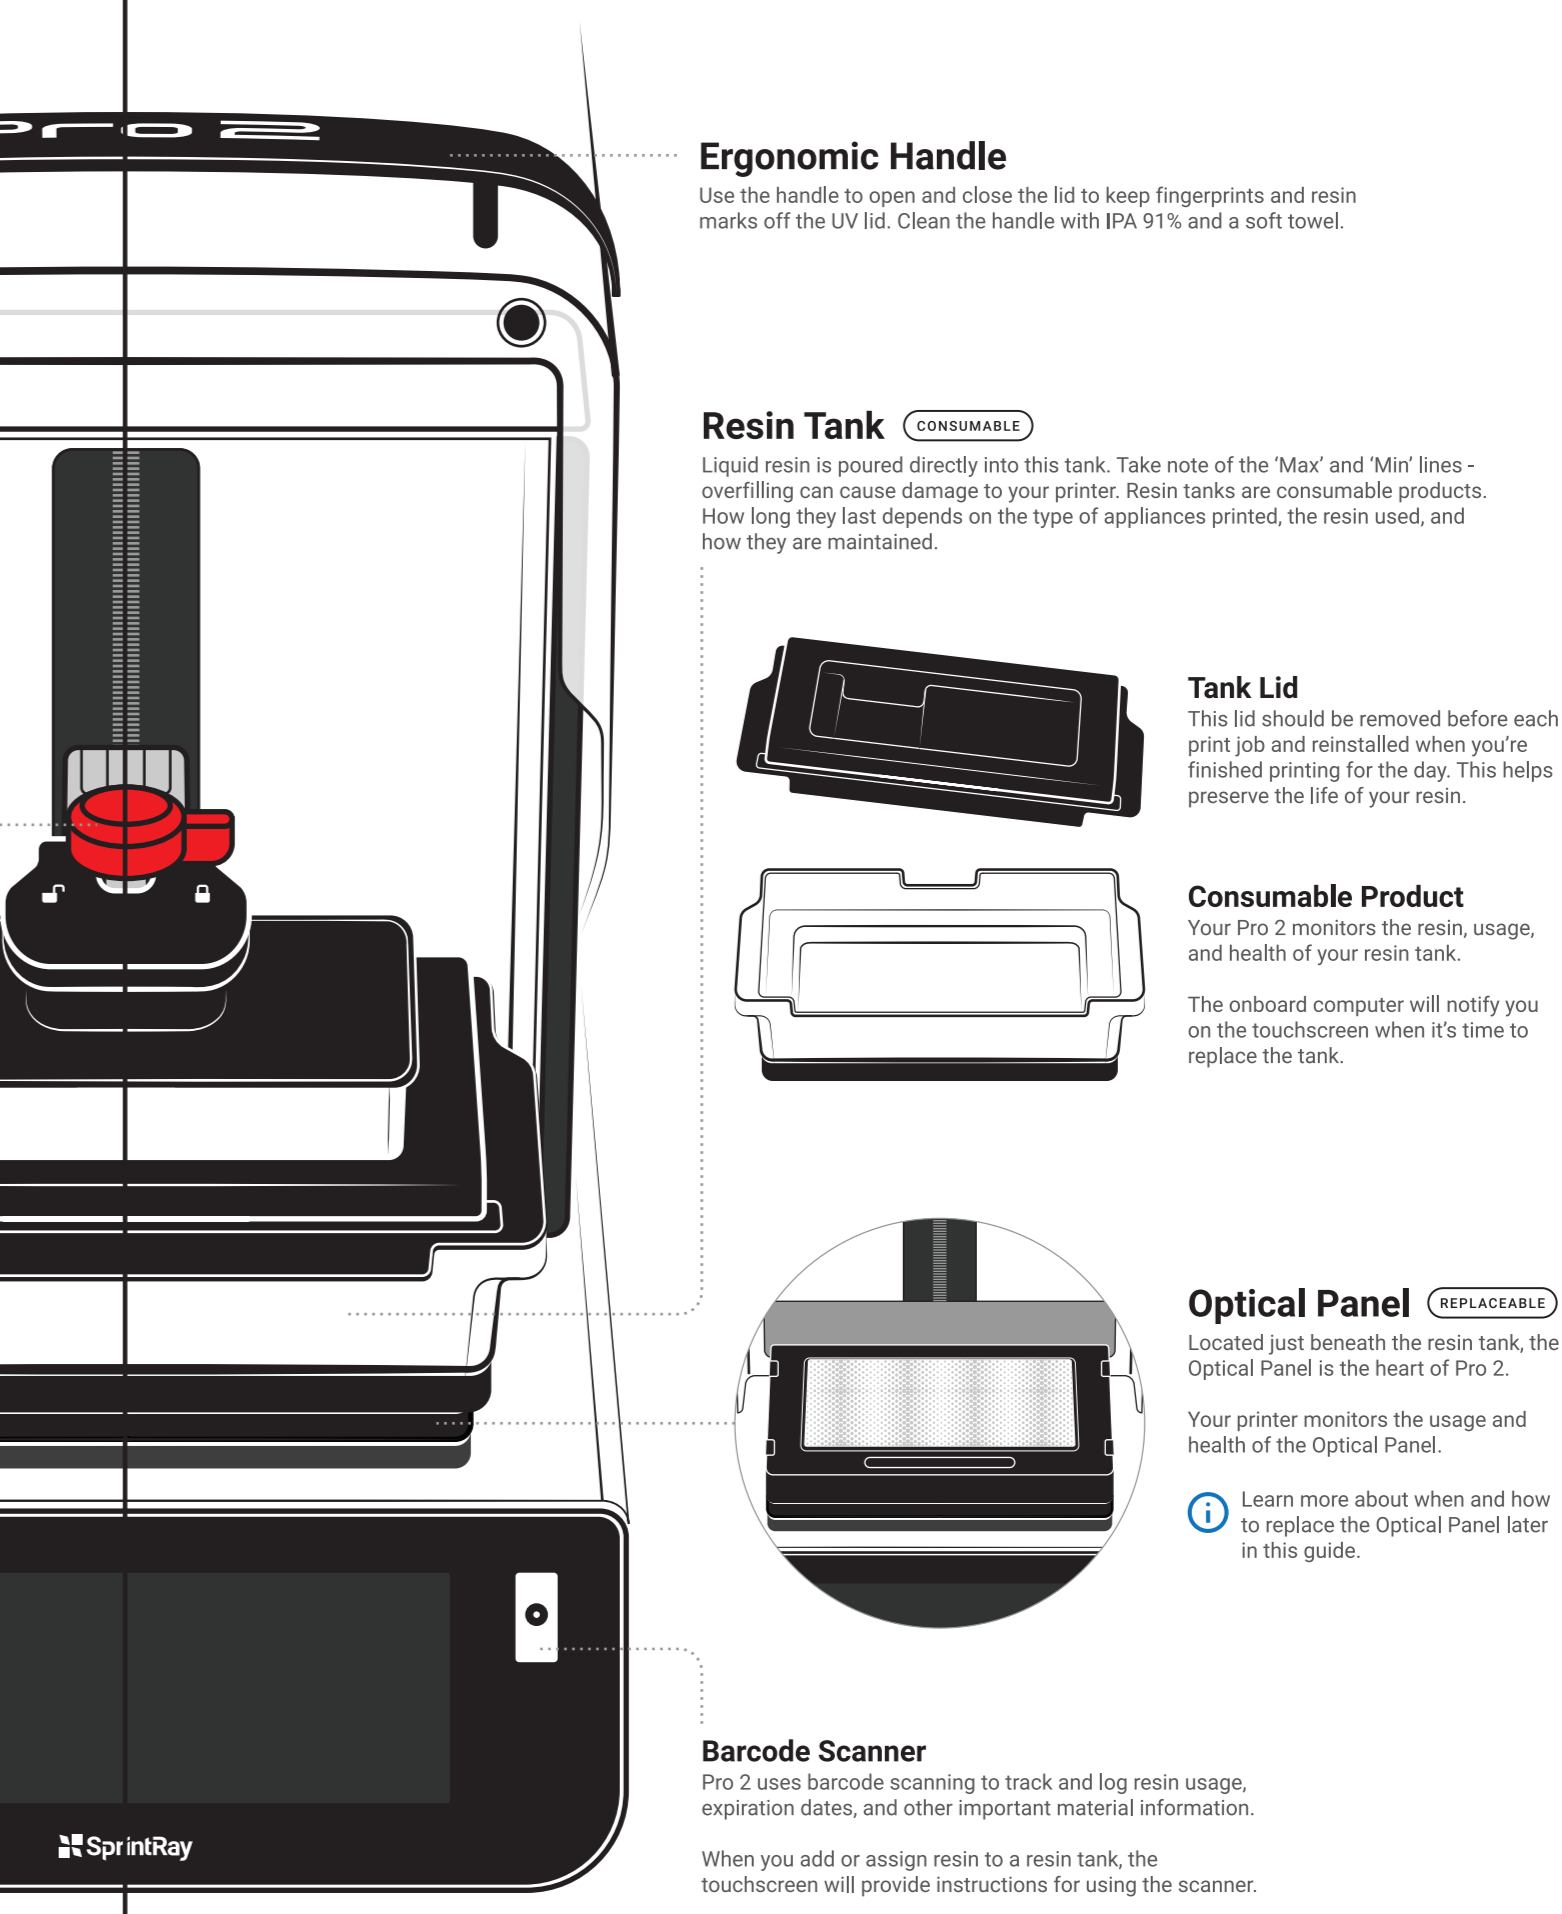 Pro 2
Ergonomic Handle
Use the handle to open and close the lid to keep fingerprints and resin
marks off the UV lid. Clean the handle with IPA 91% and a soft towel.
Resin Tank CONSUMABLE
Liquid resin is poured directly into this tank. Take note of the ‘Max’ and ‘Min’ lines -
overfilling can cause damage to your printer. Resin tanks are consumable products.
How long they last depends on the type of appliances printed, the resin used, and
how they are maintained.
Tank Lid
This lid should be removed before each
print job and reinstalled when you’re
finished printing for the day. This helps
preserve the life of your resin.
Consumable Product
Your Pro 2 monitors the resin, usage,
and health of your resin tank.
The onboard computer will notify you
on the touchscreen when it’s time to
replace the tank.
Optical Panel REPLACEABLE
Located just beneath the resin tank, the
Optical Panel is the heart of Pro 2.
Your printer monitors the usage and
health of the Optical Panel.
Learn more about when and how
to replace the Optical Panel later
in this guide.
Barcode Scanner
Pro 2 uses barcode scanning to track and log resin usage,
expiration dates, and other important material information.
When you add or assign resin to a resin tank, the
touchscreen will provide instructions for using the scanner.
SprintRay